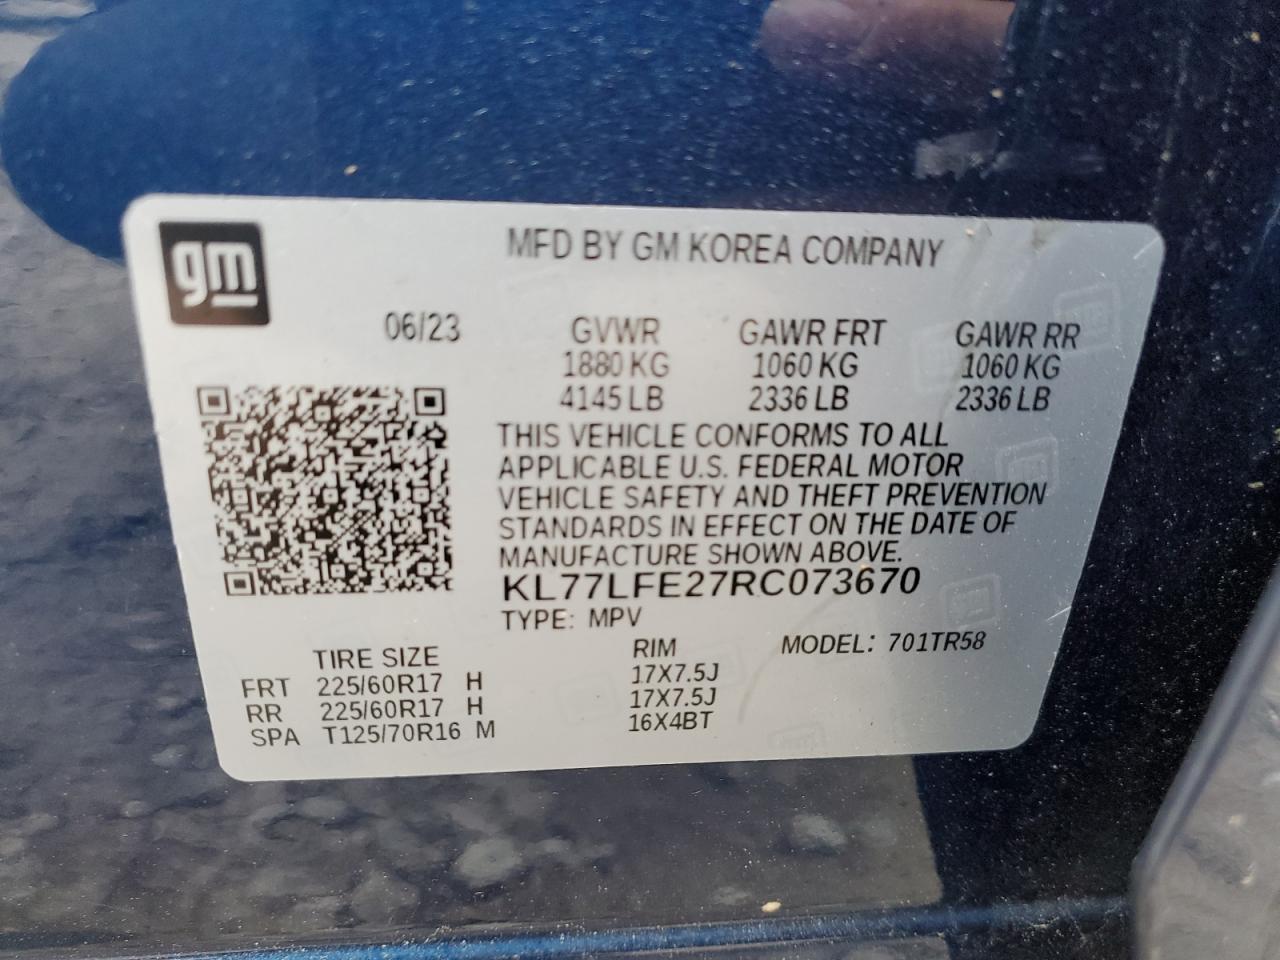 gm
MFD BY GM KOREA COMPANY
06/23 GVWR GAWR FRT GAWR RR
1880 KG 1060 KG 1060 KG
4145 LB 2336 LB 2336 LB
THIS VEHICLE CONFORMS TO ALL
APPLICABLE U.S. FEDERAL MOTOR
VEHICLE SAFETY AND THEFT PREVENTION
STANDARDS IN EFFECT ON THE DATE OF
MANUFACTURE SHOWN ABOVE.
KL77LFE27RC073670
TYPE: MPV
TIRE SIZE RIM MODEL: 701TR58
FRT 225/60R17 H 17X7.5J
RR 225/60R17 H 17X7.5J
SPA T125/70R16 M 16X4BT